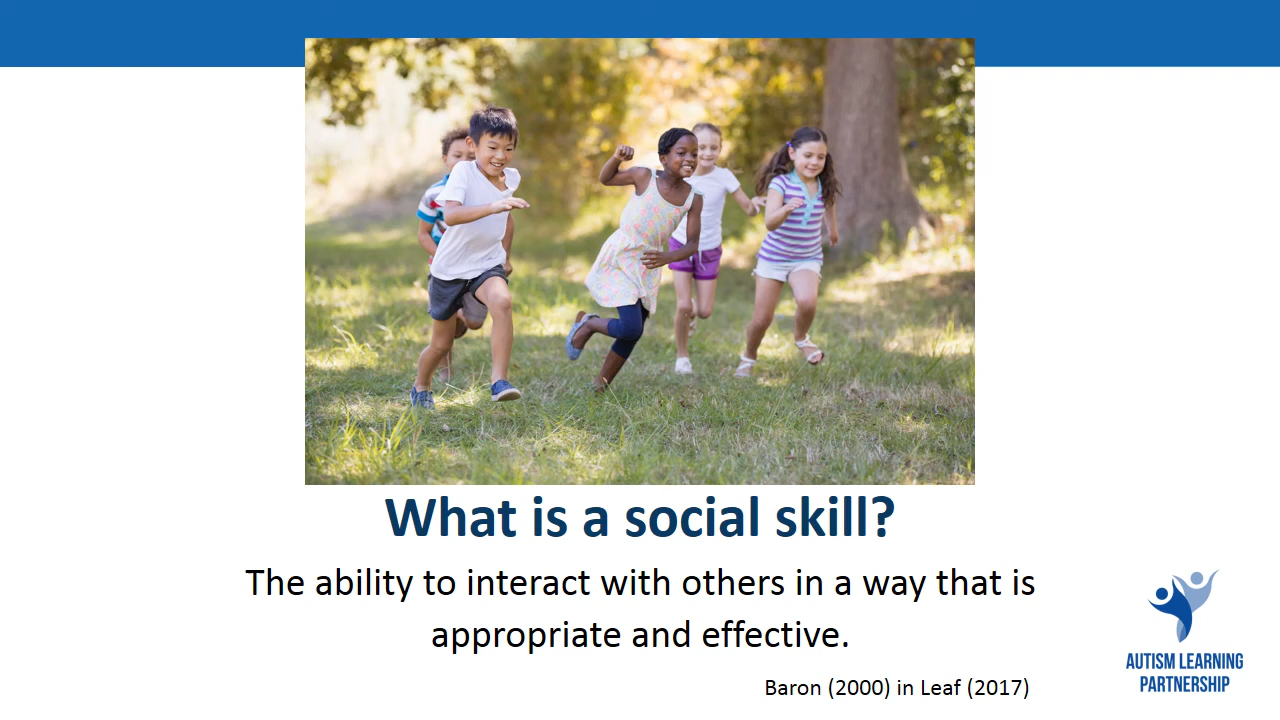 What is a social skill?
The ability to interact with others in a way that is
appropriate and effective.
Baron (2000) in Leaf (2017)
AUTISM LEARNING
PARTNERSHIP